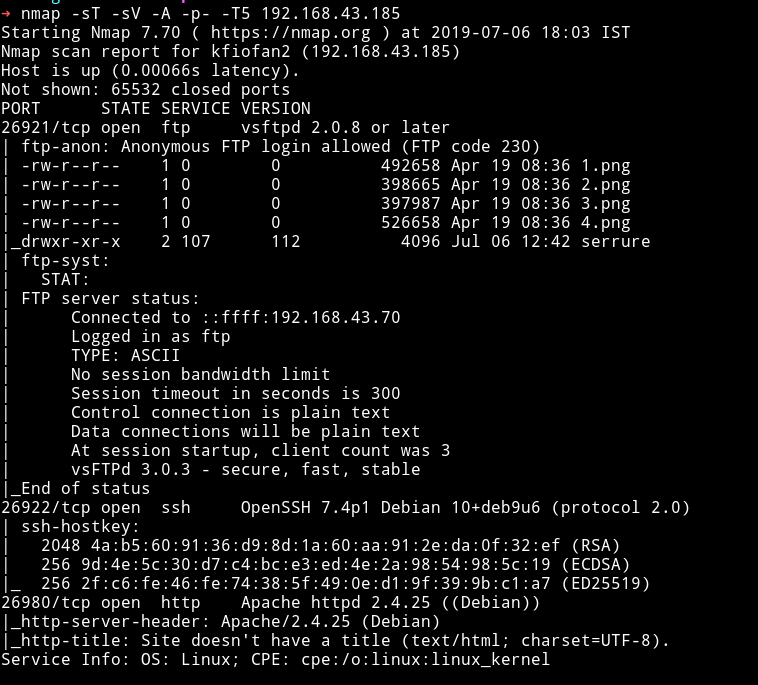 → nmap -sT -sV -A -p- -T5 192.168.43.185
Starting Nmap 7.70 ( https://nmap.org ) at 2019-07-06 18:03 IST
Nmap scan report for kfiofan2 (192.168.43.185)
Host is up (0.00066s latency).
Not shown: 65532 closed ports
PORT      STATE SERVICE VERSION
26921/tcp open  ftp     vsftpd 2.0.8 or later
| ftp-anon: Anonymous FTP login allowed (FTP code 230)
| -rw-r--r--    1 0        0          492658 Apr 19 08:36 1.png
| -rw-r--r--    1 0        0          398665 Apr 19 08:36 2.png
| -rw-r--r--    1 0        0          397987 Apr 19 08:36 3.png
| -rw-r--r--    1 0        0          526658 Apr 19 08:36 4.png
|_drwxr-xr-x    2 107      112          4096 Jul 06 12:42 serrure
| ftp-syst:
|   STAT:
| FTP server status:
|      Connected to ::ffff:192.168.43.70
|      Logged in as ftp
|      TYPE: ASCII
|      No session bandwidth limit
|      Session timeout in seconds is 300
|      Control connection is plain text
|      Data connections will be plain text
|      At session startup, client count was 3
|      vsFTPd 3.0.3 - secure, fast, stable
|_End of status
26922/tcp open  ssh     OpenSSH 7.4p1 Debian 10+deb9u6 (protocol 2.0)
| ssh-hostkey:
|   2048 4a:b5:60:91:36:d9:8d:1a:60:aa:91:2e:da:0f:32:ef (RSA)
|   256 9d:4e:5c:30:d7:c4:bc:e3:ed:4e:2a:98:54:98:5c:19 (ECDSA)
|_  256 2f:c6:fe:46:fe:74:38:5f:49:0e:d1:9f:39:9b:c1:a7 (ED25519)
26980/tcp open  http    Apache httpd 2.4.25 ((Debian))
|_http-server-header: Apache/2.4.25 (Debian)
|_http-title: Site doesn't have a title (text/html; charset=UTF-8).
Service Info: OS: Linux; CPE: cpe:/o:linux:linux_kernel